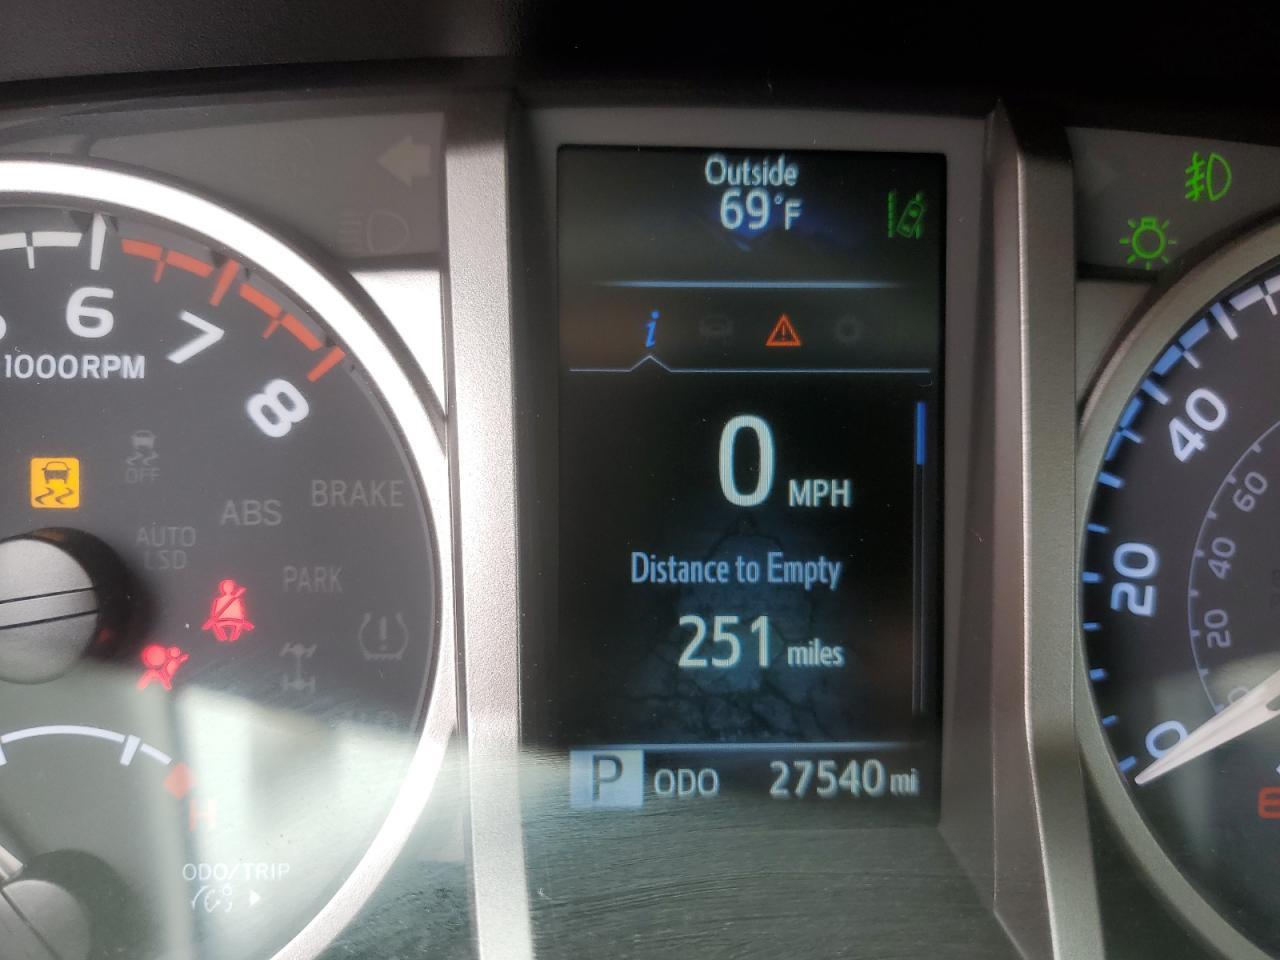 Outside
69°F
6
7
8
1000RPM
0 MPH
Distance to Empty
251 miles
P ODO 27540 mi
OFF
ABS
BRAKE
AUTO
LSD
PARK
H
ODO/TRIP
40
20
0
60
40
20